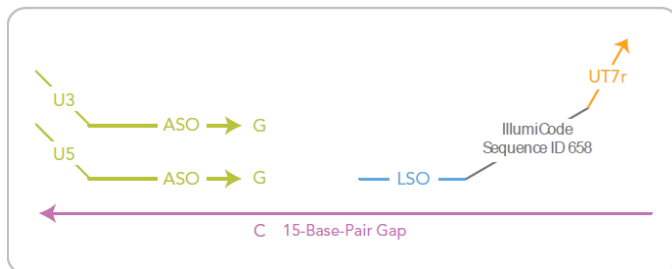 UT7r
U3
ASO G
IllumiCode
Sequence ID 658
U5
ASO G
LSO
C 15-Base-Pair Gap